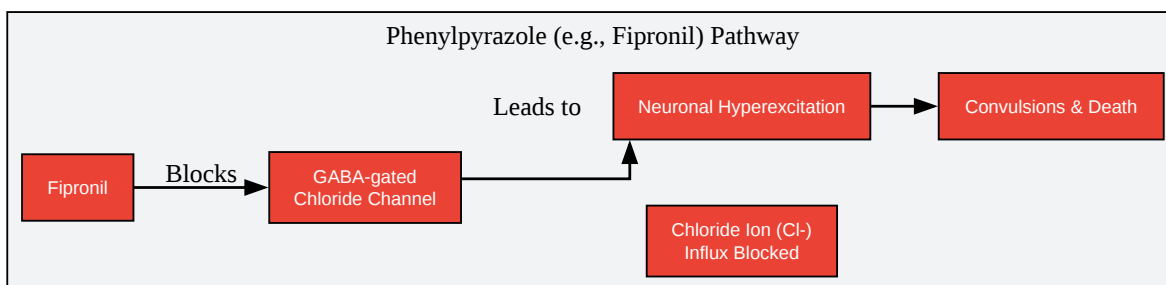 Phenylpyrazole (e.g., Fipronil) Pathway
Fipronil
Blocks
GABA-gated
Chloride Channel
Leads to
Neuronal Hyperexcitation
Convulsions & Death
Chloride Ion (Cl-)
Influx Blocked